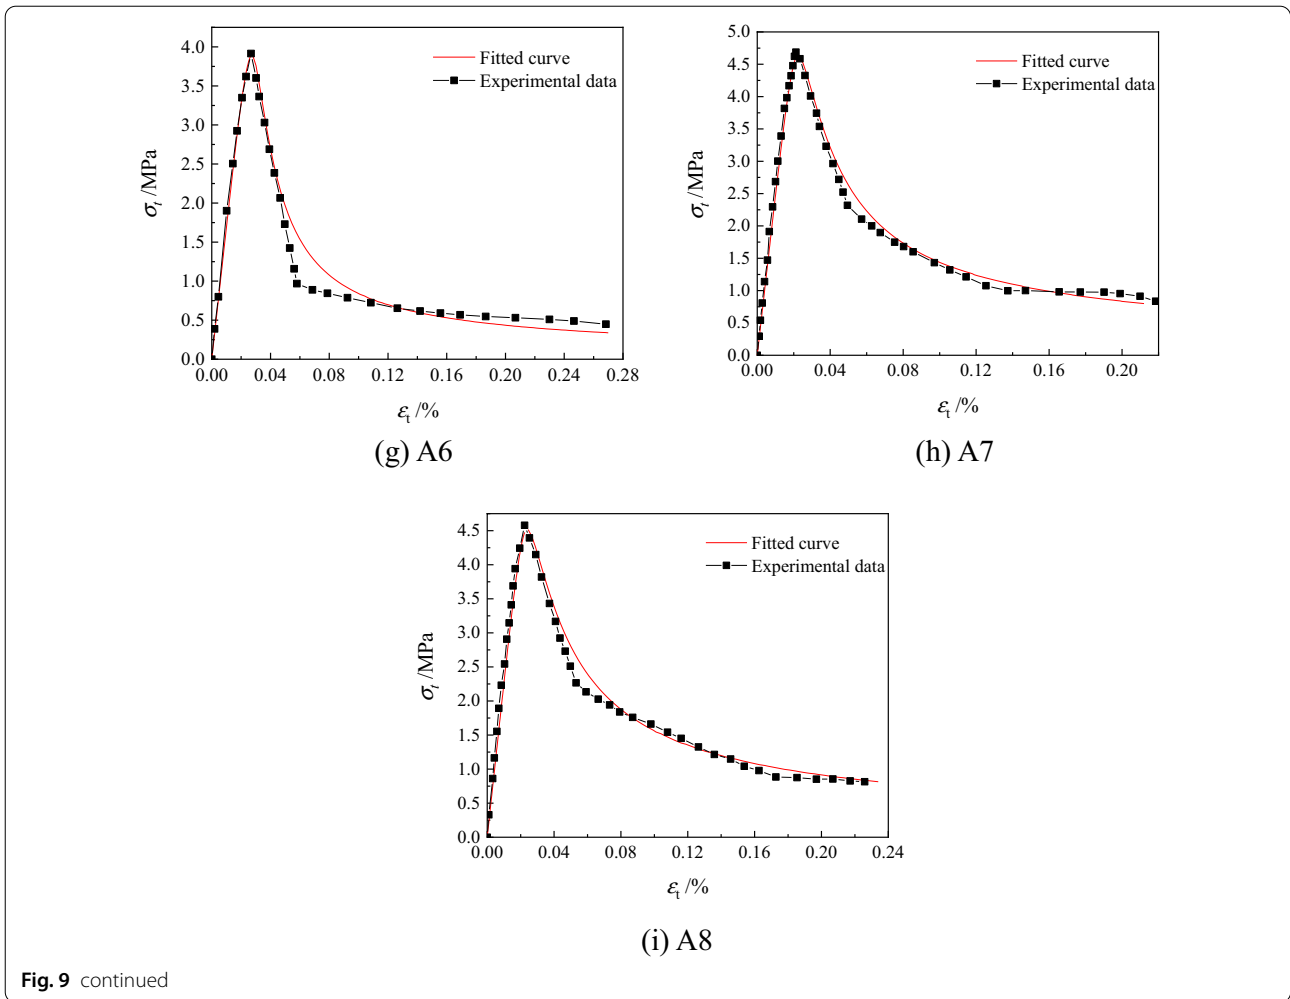 4.0
3.5
3.0
2.5
2.0
1.5
1.0
0.5
0.0
σt /MPa
Fitted curve
Experimental data
0.00 0.04 0.08 0.12 0.16 0.20 0.24 0.28
εt /%
(g) A6
5.0
4.5
4.0
3.5
3.0
2.5
2.0
1.5
1.0
0.5
0.0
σt /MPa
Fitted curve
Experimental data
0.00 0.04 0.08 0.12 0.16 0.20
εt /%
(h) A7
4.5
4.0
3.5
3.0
2.5
2.0
1.5
1.0
0.5
0.0
σt /MPa
Fitted curve
Experimental data
0.00 0.04 0.08 0.12 0.16 0.20 0.24
εt /%
(i) A8
Fig. 9 continued